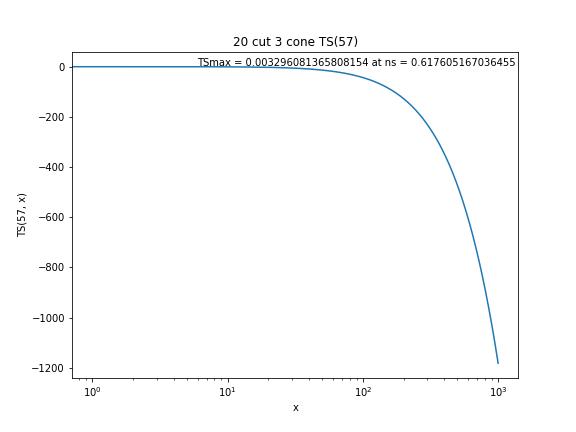 20 cut 3 cone TS(57)
TSmax = 0.003296081365808154 at ns = 0.617605167036455
0
−200
−400
−600
−800
−1000
−1200
TS(57, x)
10⁰
10¹
10²
10³
x